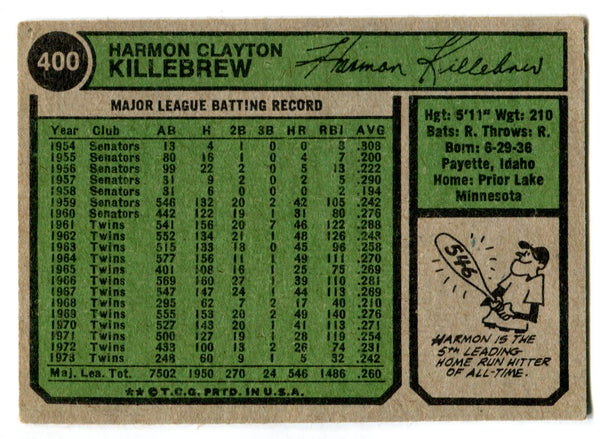 400
HARMON CLAYTON
KILLEBREW
Harmon Killebrew
MAJOR LEAGUE BATTING RECORD
Year Club AB H 2B 3B HR RBI AVG
1954 Senators 13 4 1 0 0 3 .308
1955 Senators 80 16 1 0 4 7 .200
1956 Senators 99 22 2 0 5 13 .222
1957 Senators 31 9 2 0 2 5 .290
1958 Senators 31 6 0 0 0 2 .194
1959 Senators 546 132 20 2 42 105 .242
1960 Senators 442 122 19 1 31 80 .276
1961 Twins 541 156 20 7 46 122 .288
1962 Twins 552 134 21 1 48 126 .243
1963 Twins 515 133 18 0 45 96 .258
1964 Twins 577 156 11 1 49 111 .270
1965 Twins 401 108 16 1 25 75 .269
1966 Twins 569 160 27 1 39 110 .281
1967 Twins 547 147 24 1 44 113 .269
1968 Twins 295 62 7 2 17 40 .210
1969 Twins 555 153 20 2 49 140 .276
1970 Twins 527 143 20 1 41 113 .271
1971 Twins 500 127 19 1 28 119 .254
1972 Twins 433 100 13 2 26 74 .231
1973 Twins 248 60 9 1 5 32 .242
Maj. Lea. Tot. 7502 1950 270 24 546 1486 .260
★★ © T.C.G. PRTD. IN U.S.A.
Hgt: 5'11" Wgt: 210
Bats: R. Throws: R.
Born: 6-29-36
Payette, Idaho
Home: Prior Lake
Minnesota
546
HARMON IS THE
5TH LEADING
HOME RUN HITTER
OF ALL-TIME.